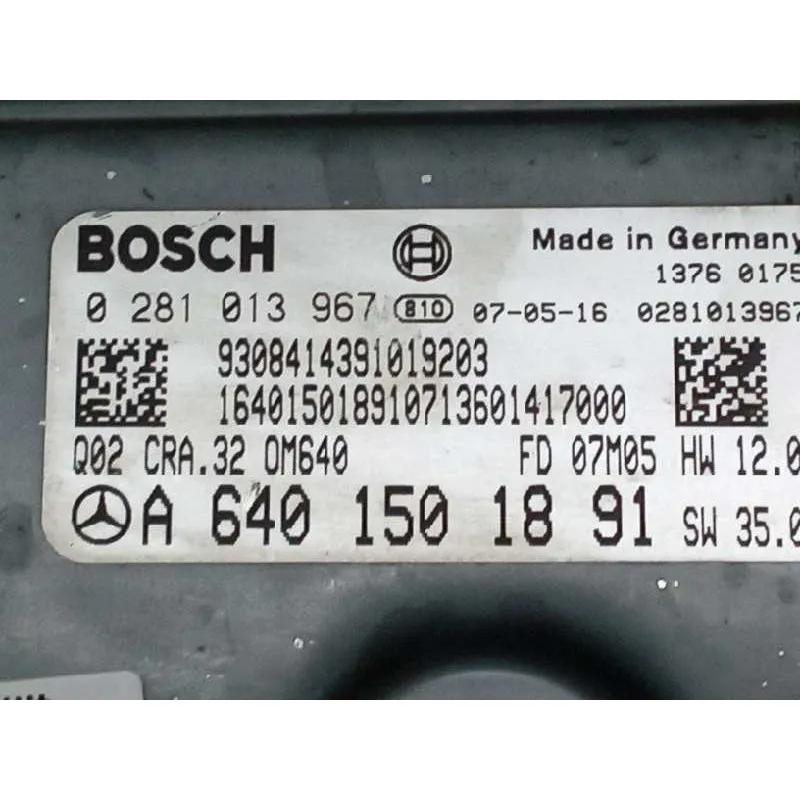 BOSCH
Made in Germany
1376 0175
0 281 013 967 810 07-05-16 0281013967
9308414391019203
164015018910713601417000
Q02 CRA.32 OM640 FD 07M05 HW 12.0
A 640 150 18 91 SW 35.0